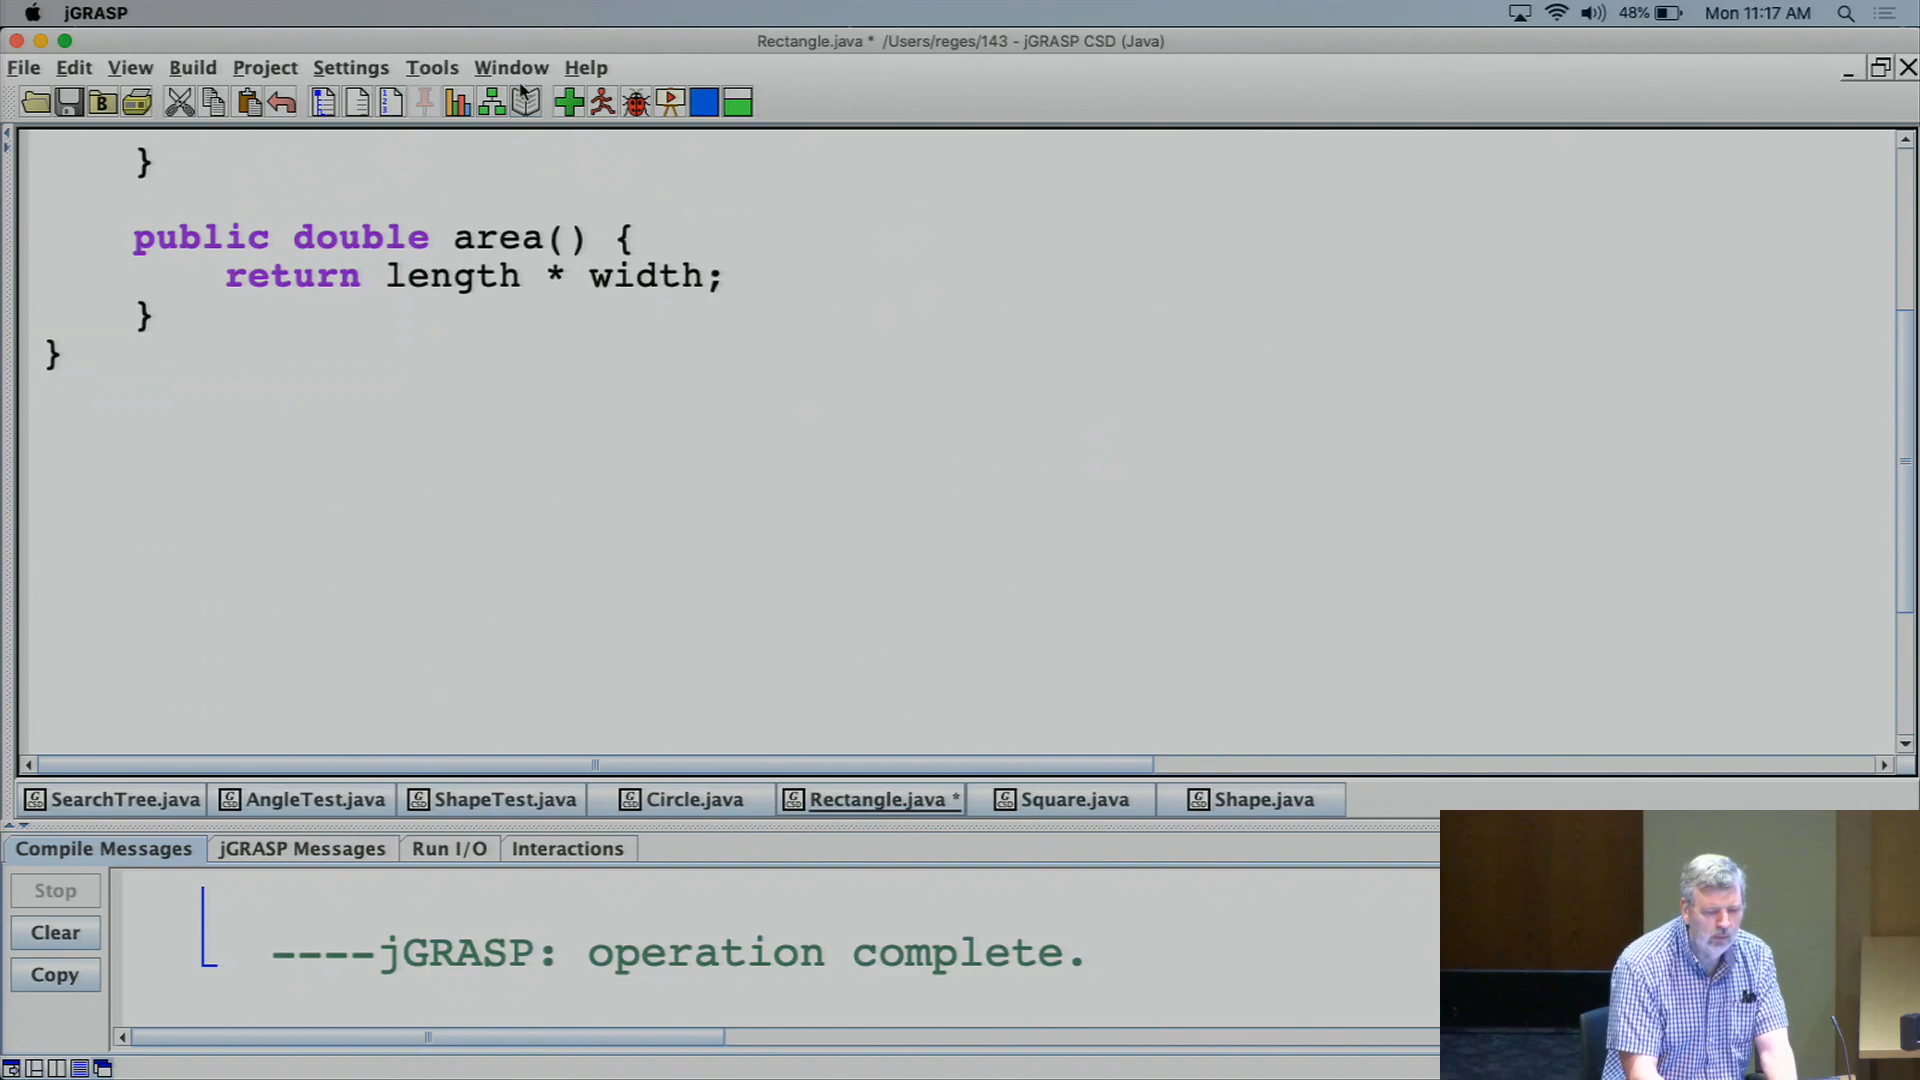 jGRASP
48% Mon 11:17 AM
Rectangle.java * /Users/reges/143 - jGRASP CSD (Java)
File Edit View Build Project Settings Tools Window Help
}
public double area() {
return length * width;
}
}
SearchTree.java AngleTest.java ShapeTest.java Circle.java Rectangle.java * Square.java Shape.java
Compile Messages jGRASP Messages Run I/O Interactions
Stop
Clear
Copy
----jGRASP: operation complete.